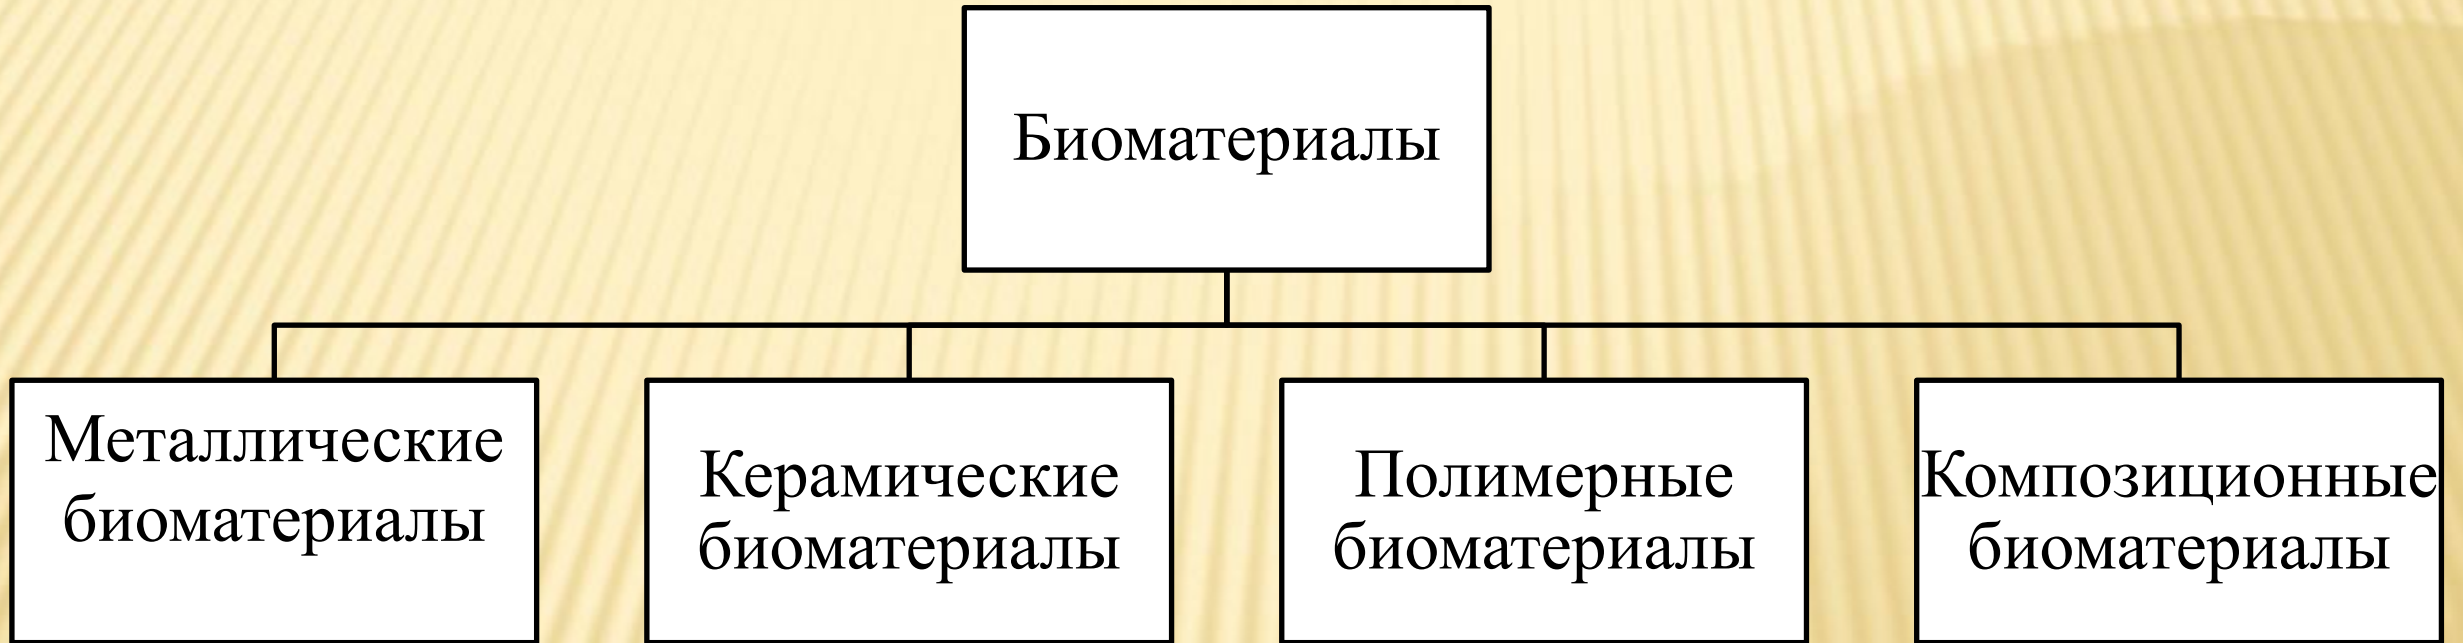 Биоматериалы
Металлические
биоматериалы
Керамические
биоматериалы
Полимерные
биоматериалы
Композиционные
биоматериалы